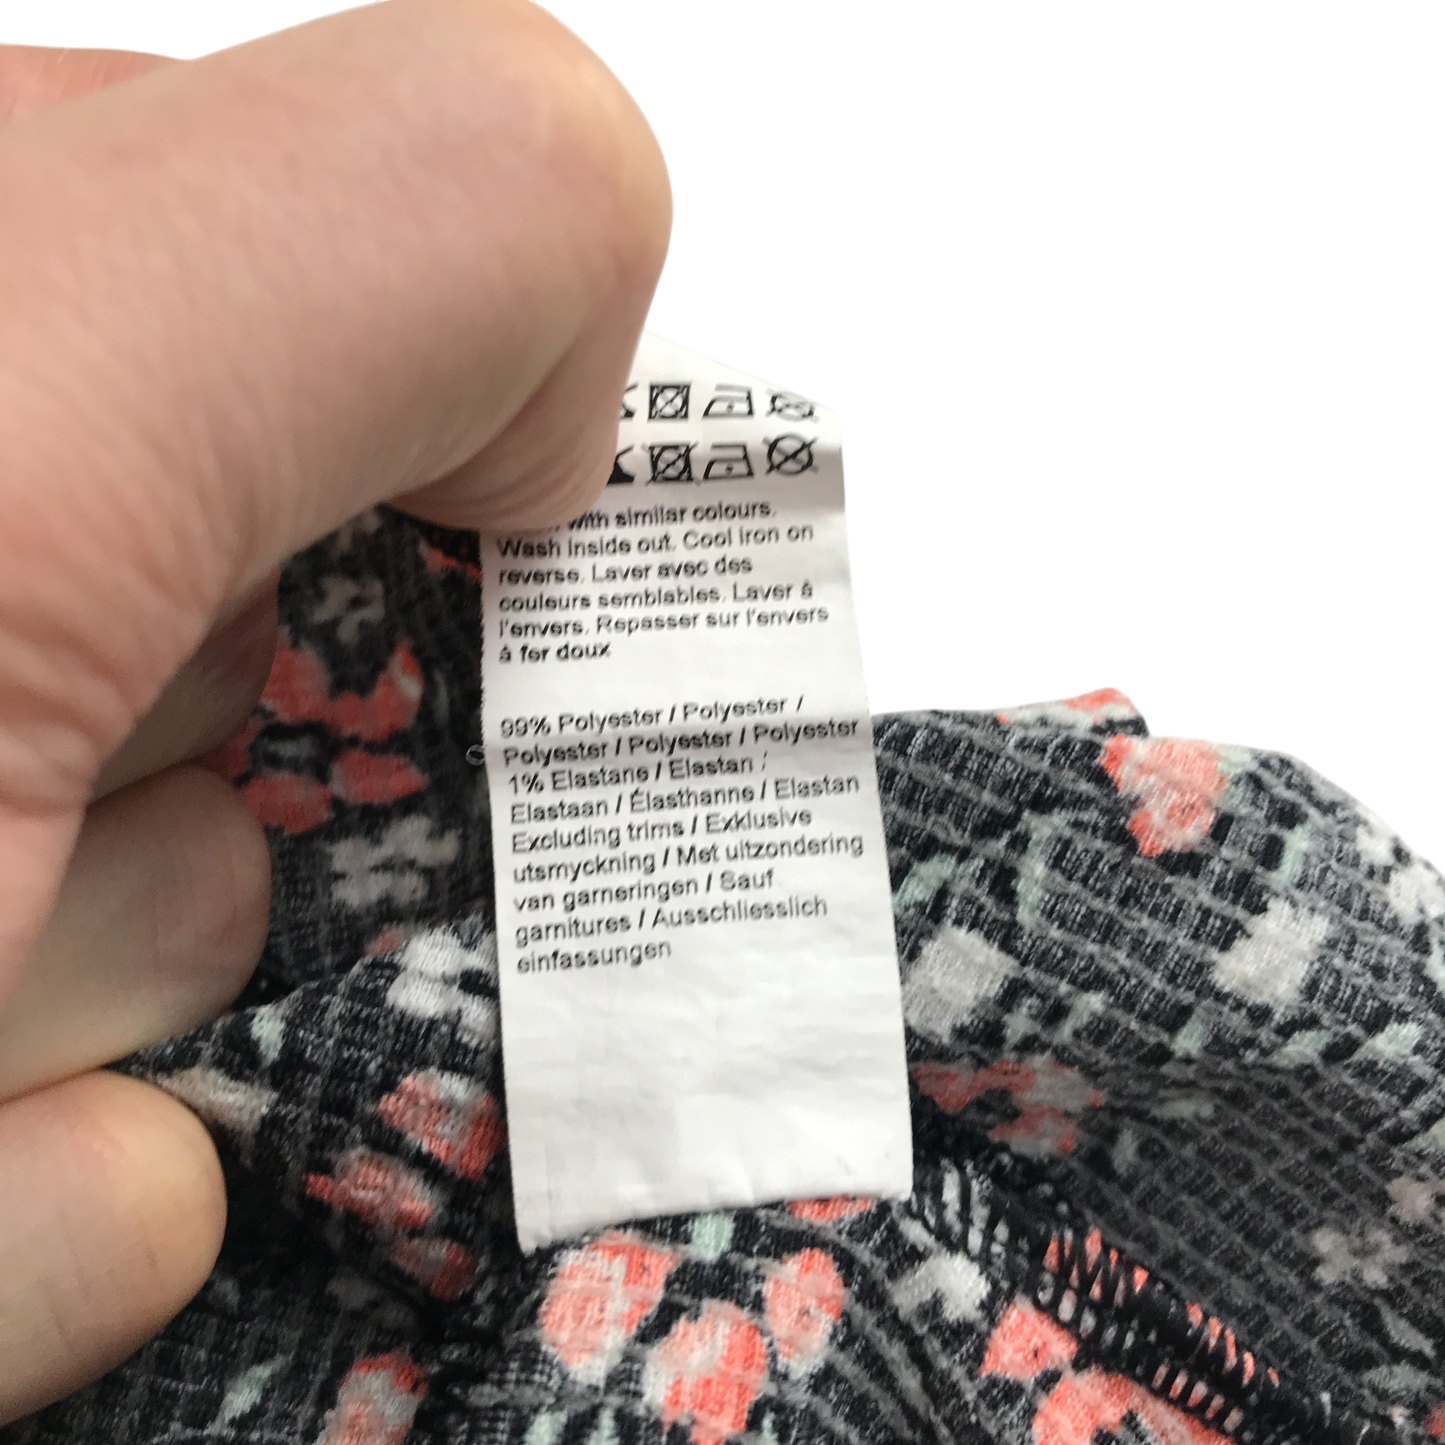 with similar colours.
Wash inside out. Cool iron on
reverse. Laver avec des
couleurs semblables. Laver à
l'envers. Repasser sur l'envers
à fer doux
99% Polyester / Polyester /
Polyester / Polyester / Polyester
1% Elastane / Elastan /
Elastaan / Élasthanne / Elastan
Excluding trims / Exklusive
utsmyckning / Met uitzondering
van garneringen / Sauf
garnitures / Ausschliesslich
einfassungen